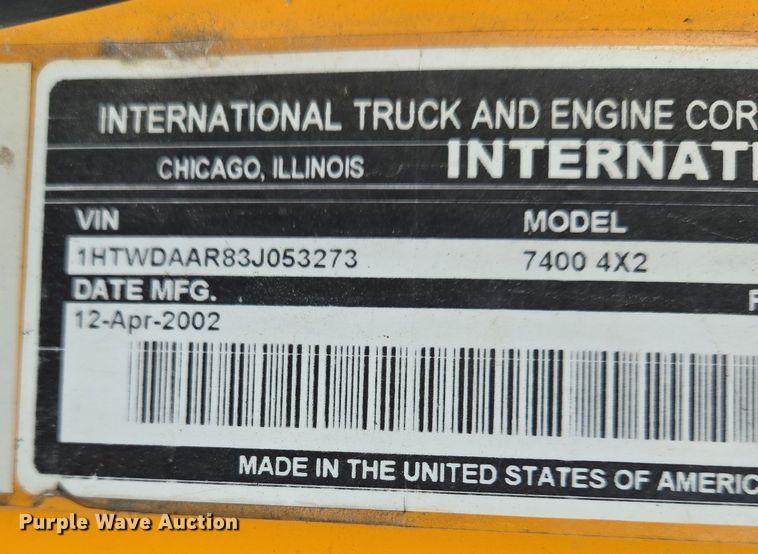 INTERNATIONAL TRUCK AND ENGINE COR
CHICAGO, ILLINOIS INTERNATI
VIN MODEL
1HTWDAAR83J053273 7400 4X2
DATE MFG.
12-Apr-2002
MADE IN THE UNITED STATES OF AMERIC
Purple Wave Auction